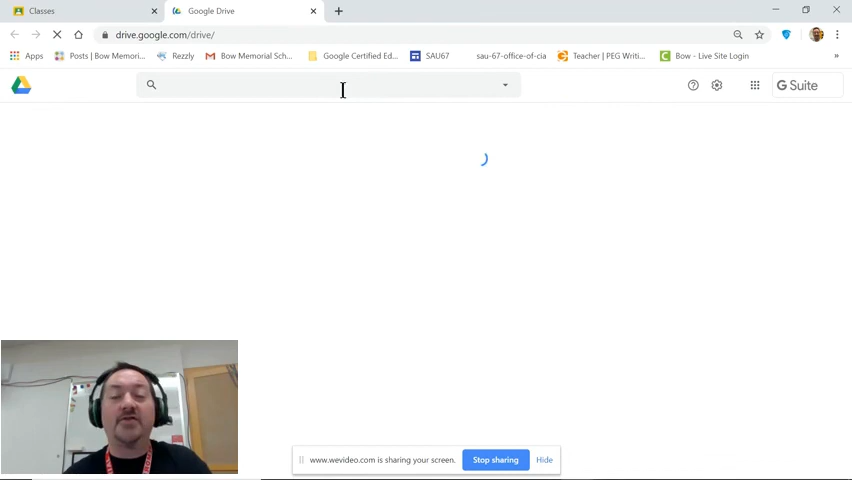 Classes
Google Drive
drive.google.com/drive/
Apps
Posts | Bow Memori...
Rezzly
Bow Memorial Sch...
Google Certified Ed...
SAU67
sau-67-office-of-cia
Teacher | PEG Writi...
Bow - Live Site Login
»
G Suite
www.wevideo.com is sharing your screen.
Stop sharing
Hide